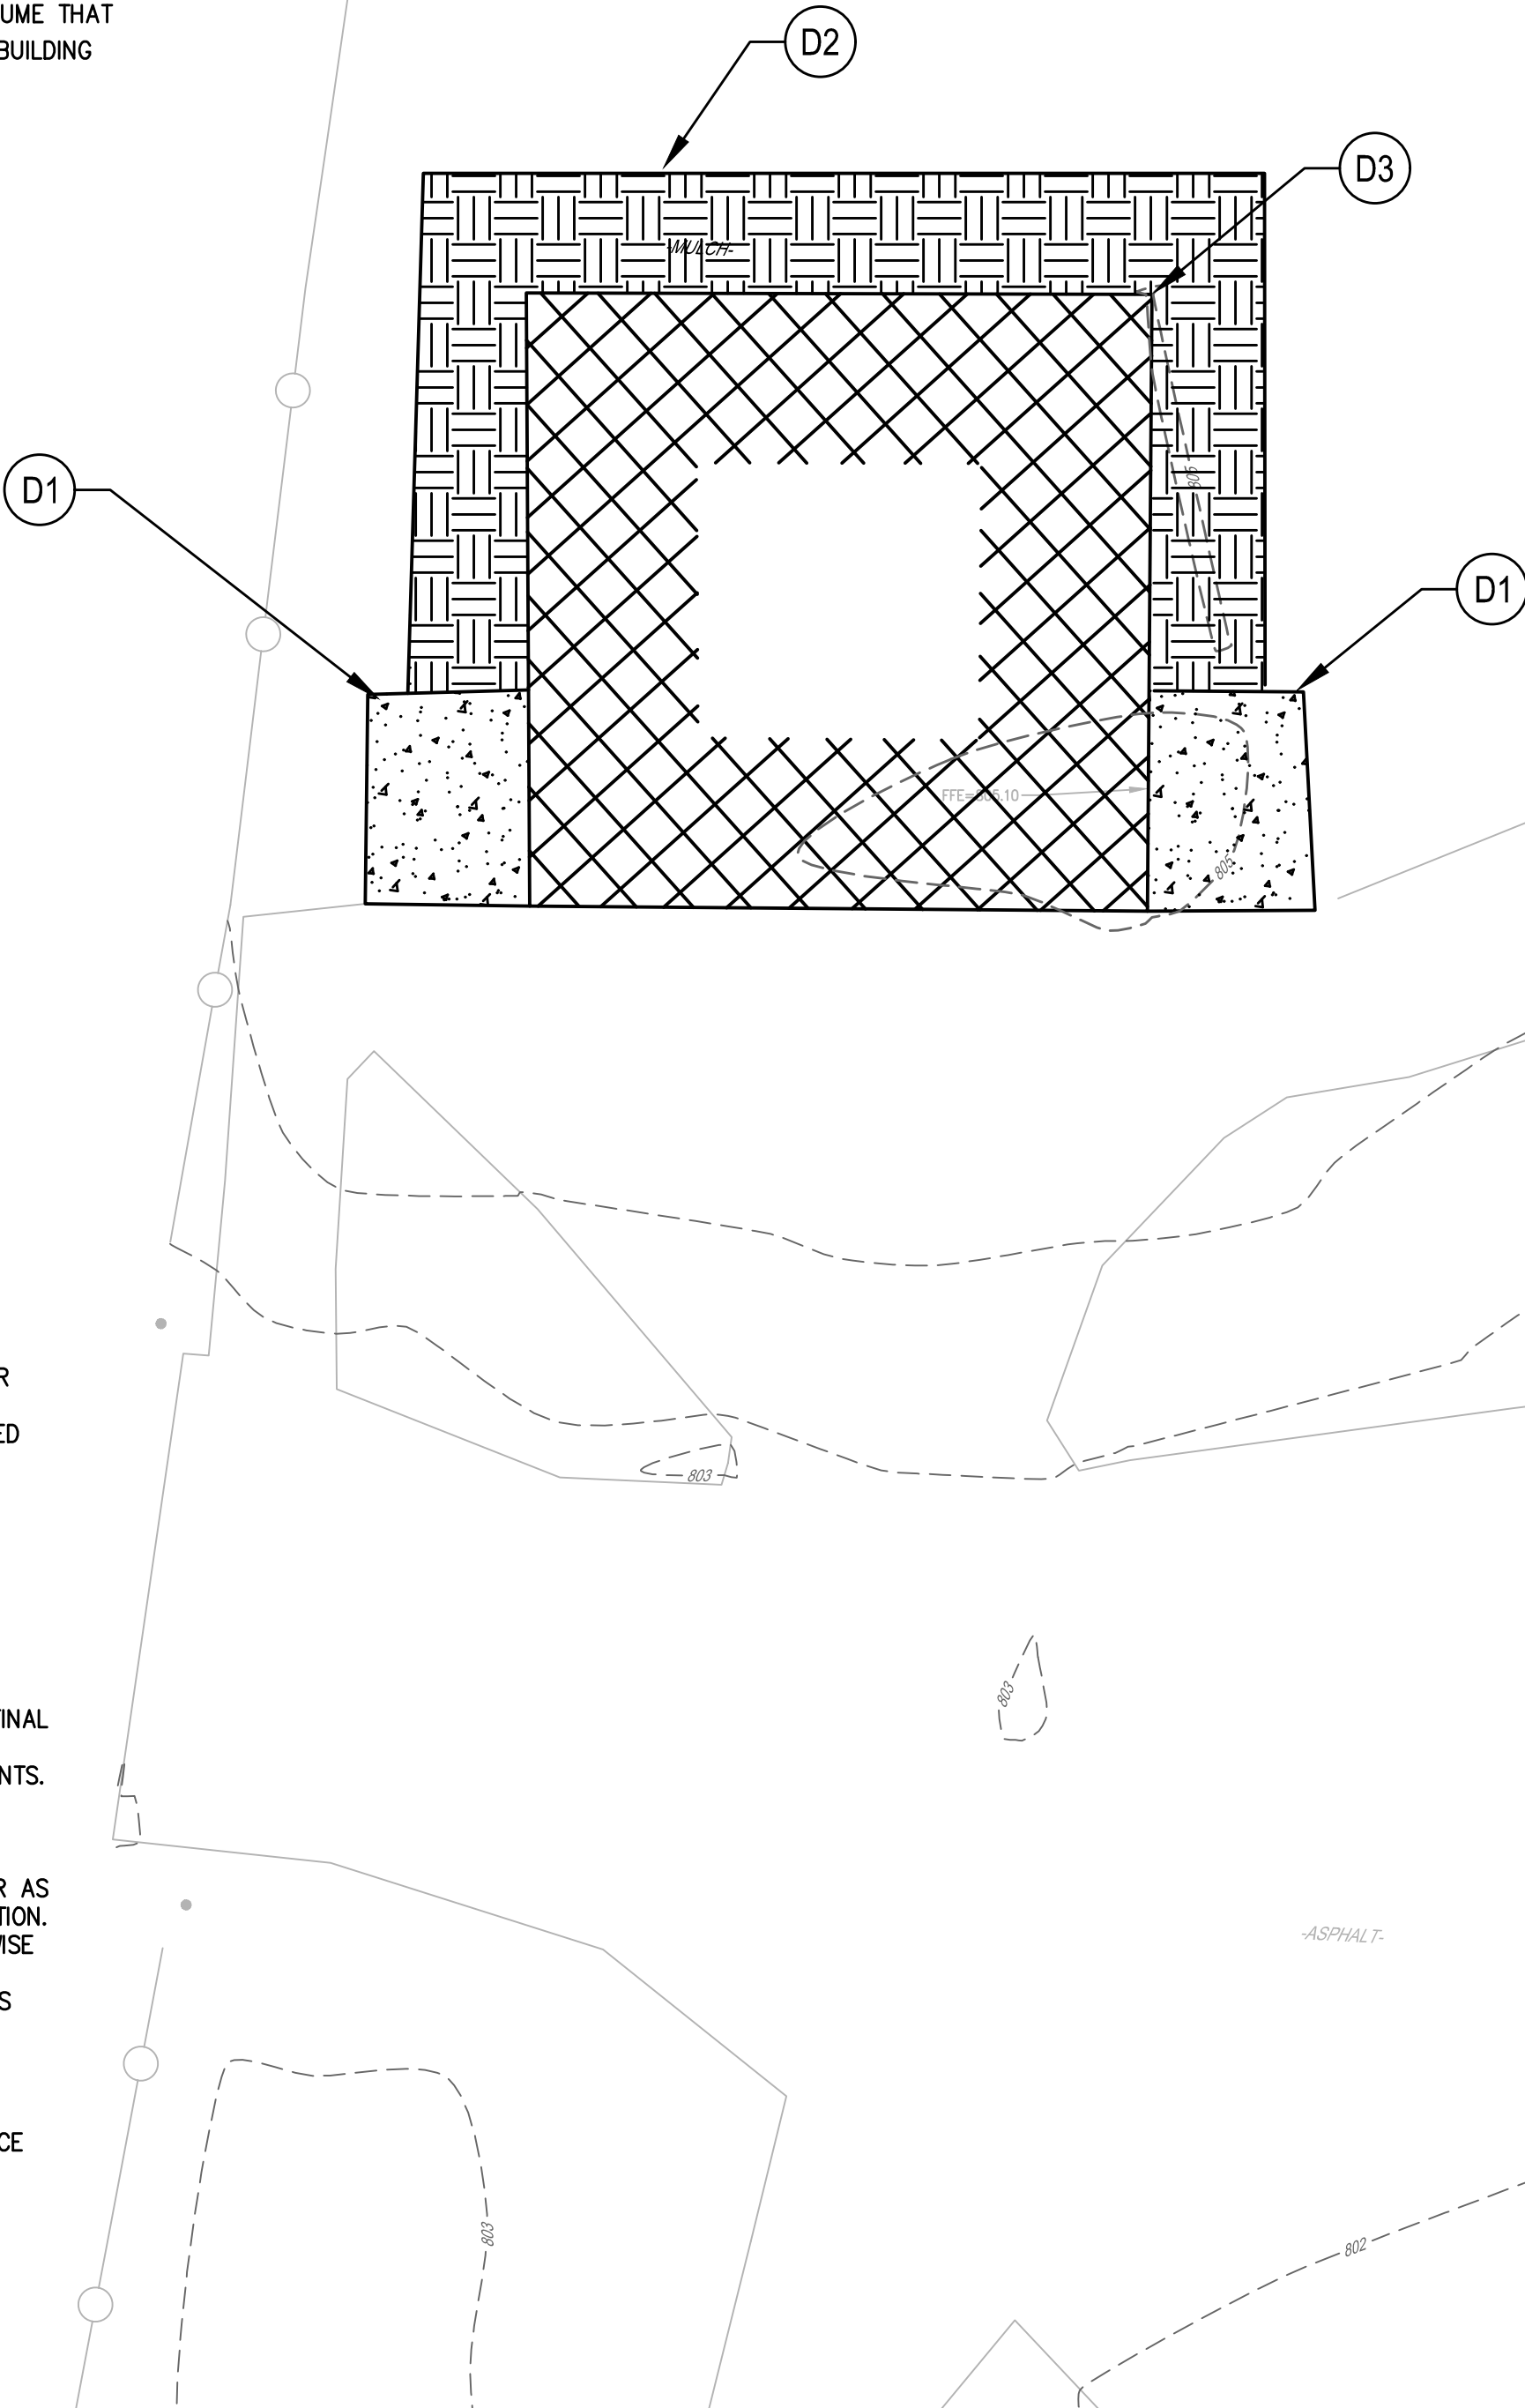 UME THAT
BUILDING
D2
D3
-MULCH-
D1
805
D1
FFE=805.10
805
R
ED
803
803
FINAL
NTS.
R AS
TION.
WISE
-ASPHALT-
S
CE
803
802